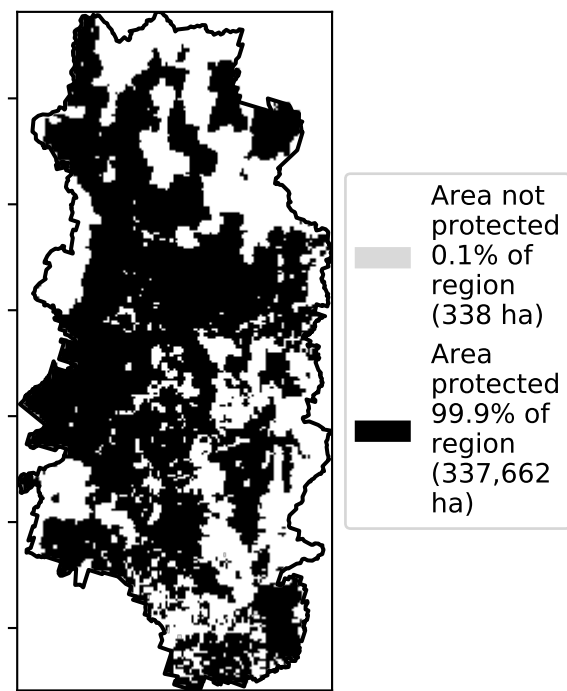 Area not
protected
0.1% of
region
(338 ha)
Area
protected
99.9% of
region
(337,662
ha)